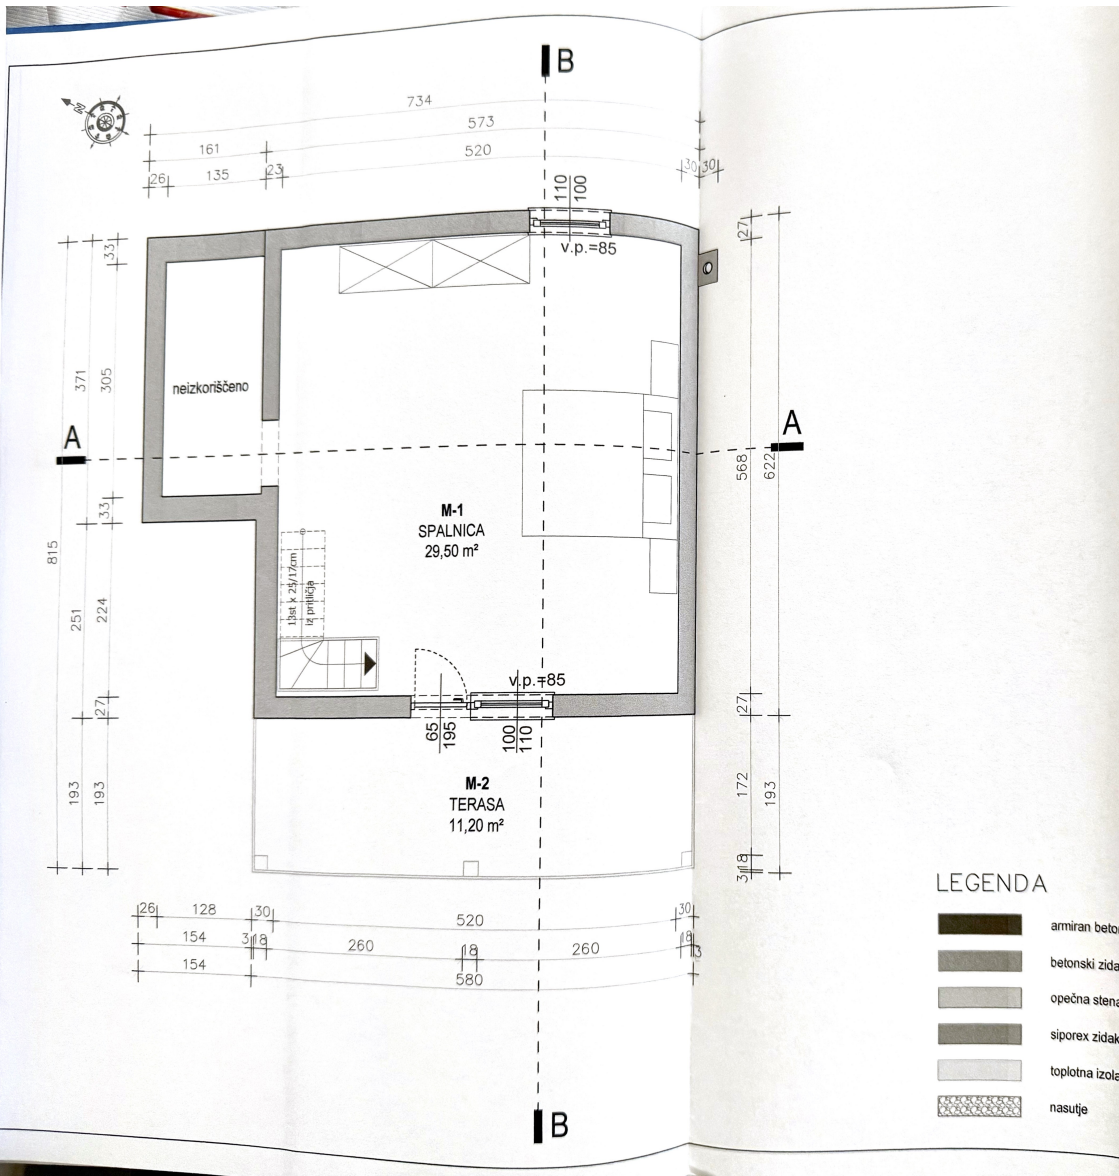 B
N
734
573
161
520
26
135
23
30
30
110
100
v.p.=85
27
33
371
305
neizkoriščeno
A
A
568
622
33
M-1
SPALNICA
29,50 m²
815
13st x 25/17cm
iz pritličja
251
224
v.p.=85
27
27
65
195
100
110
193
193
M-2
TERASA
11,20 m²
172
193
18
3
LEGENDA
26
128
30
520
30
armiran beto
154
3
18
260
18
260
18
3
betonski zida
154
580
opečna stena
siporex zidak
toplotna izola
nasutje
B